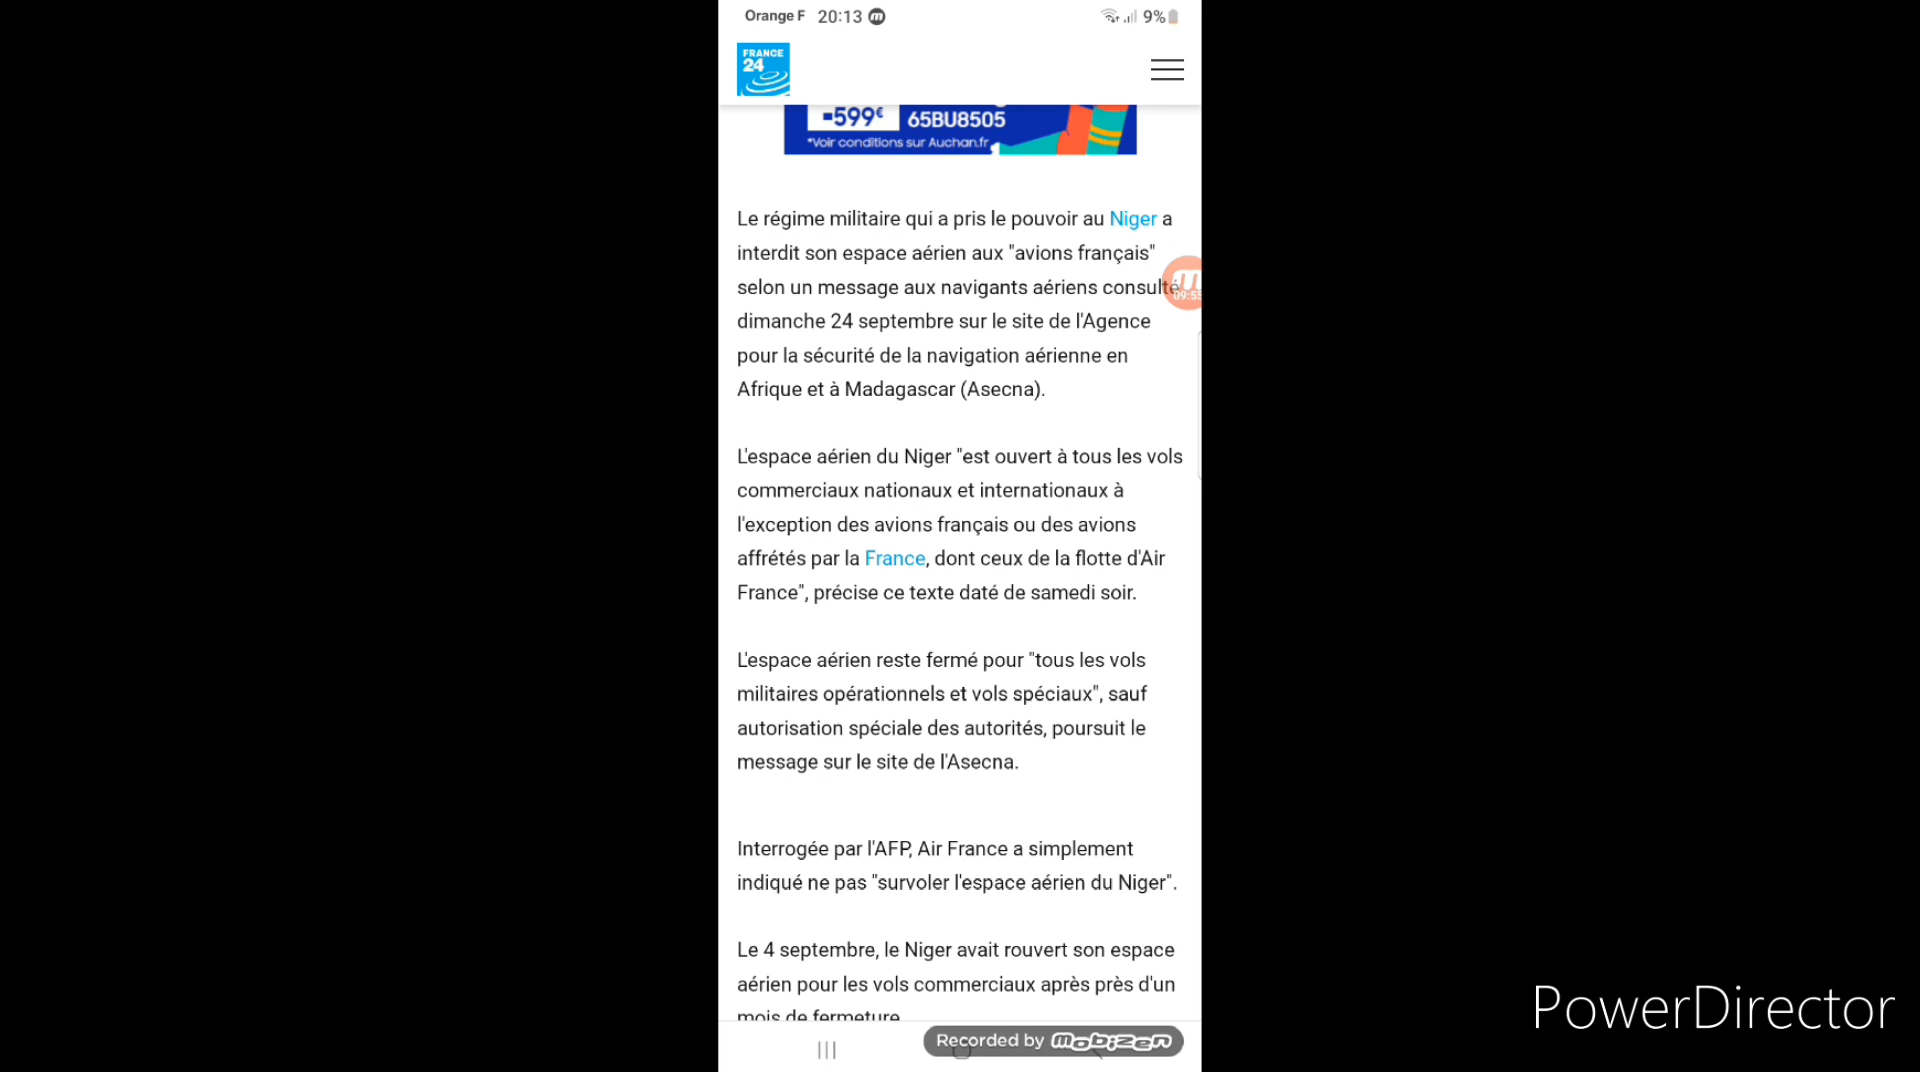 Orange F 20:13 m 9%
FRANCE
24
-599€ 65BU8505
*Voir conditions sur Auchan.fr
Le régime militaire qui a pris le pouvoir au Niger a
interdit son espace aérien aux "avions français"
selon un message aux navigants aériens consulté
09:55
dimanche 24 septembre sur le site de l'Agence
pour la sécurité de la navigation aérienne en
Afrique et à Madagascar (Asecna).
L'espace aérien du Niger "est ouvert à tous les vols
commerciaux nationaux et internationaux à
l'exception des avions français ou des avions
affrétés par la France, dont ceux de la flotte d'Air
France", précise ce texte daté de samedi soir.
L'espace aérien reste fermé pour "tous les vols
militaires opérationnels et vols spéciaux", sauf
autorisation spéciale des autorités, poursuit le
message sur le site de l'Asecna.
Interrogée par l'AFP, Air France a simplement
indiqué ne pas "survoler l'espace aérien du Niger".
Le 4 septembre, le Niger avait rouvert son espace
aérien pour les vols commerciaux après près d'un
mois de fermeture
Recorded by mobizen
PowerDirector